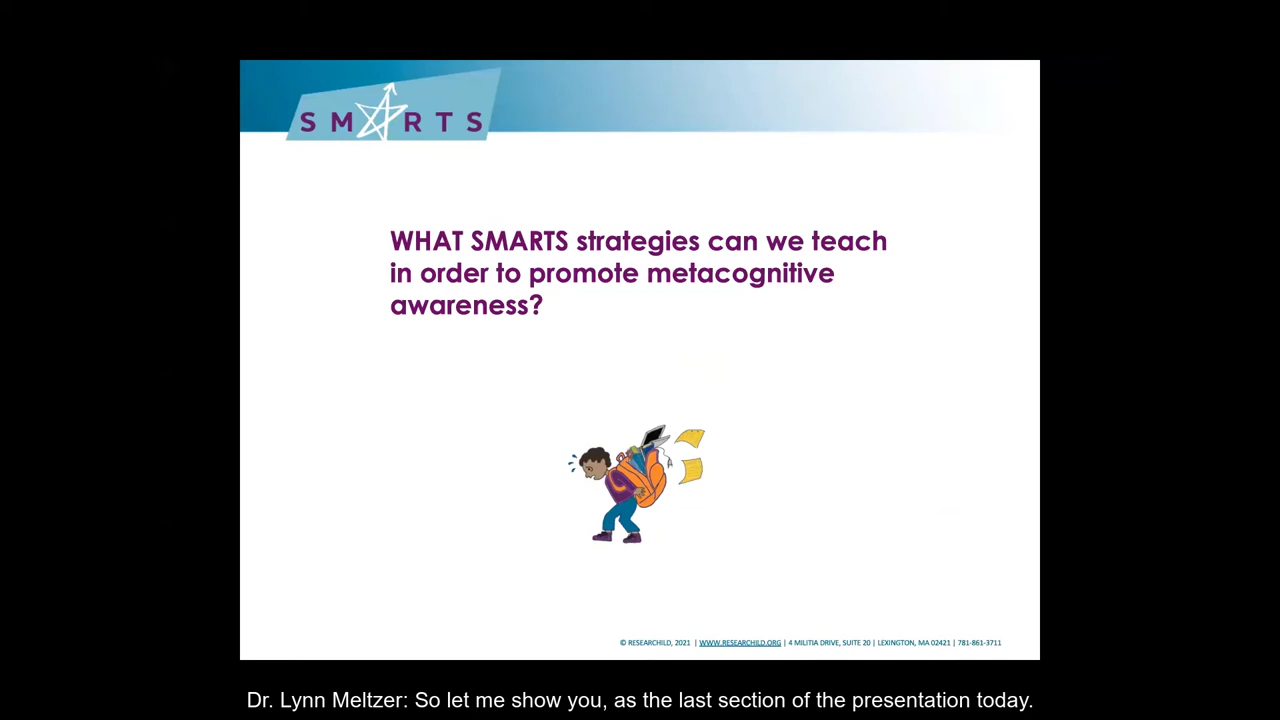 SMARTS
WHAT SMARTS strategies can we teach
in order to promote metacognitive
awareness?
© RESEARCHILD, 2021 | WWW.RESEARCHILD.ORG | 4 MILITIA DRIVE, SUITE 20 | LEXINGTON, MA 02421 | 781-861-3711
Dr. Lynn Meltzer: So let me show you, as the last section of the presentation today.